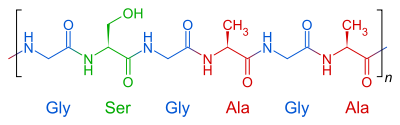 OH O H N O CH3 H N O CH3
H N O N H O N H O N H O n
Gly Ser Gly Ala Gly Ala